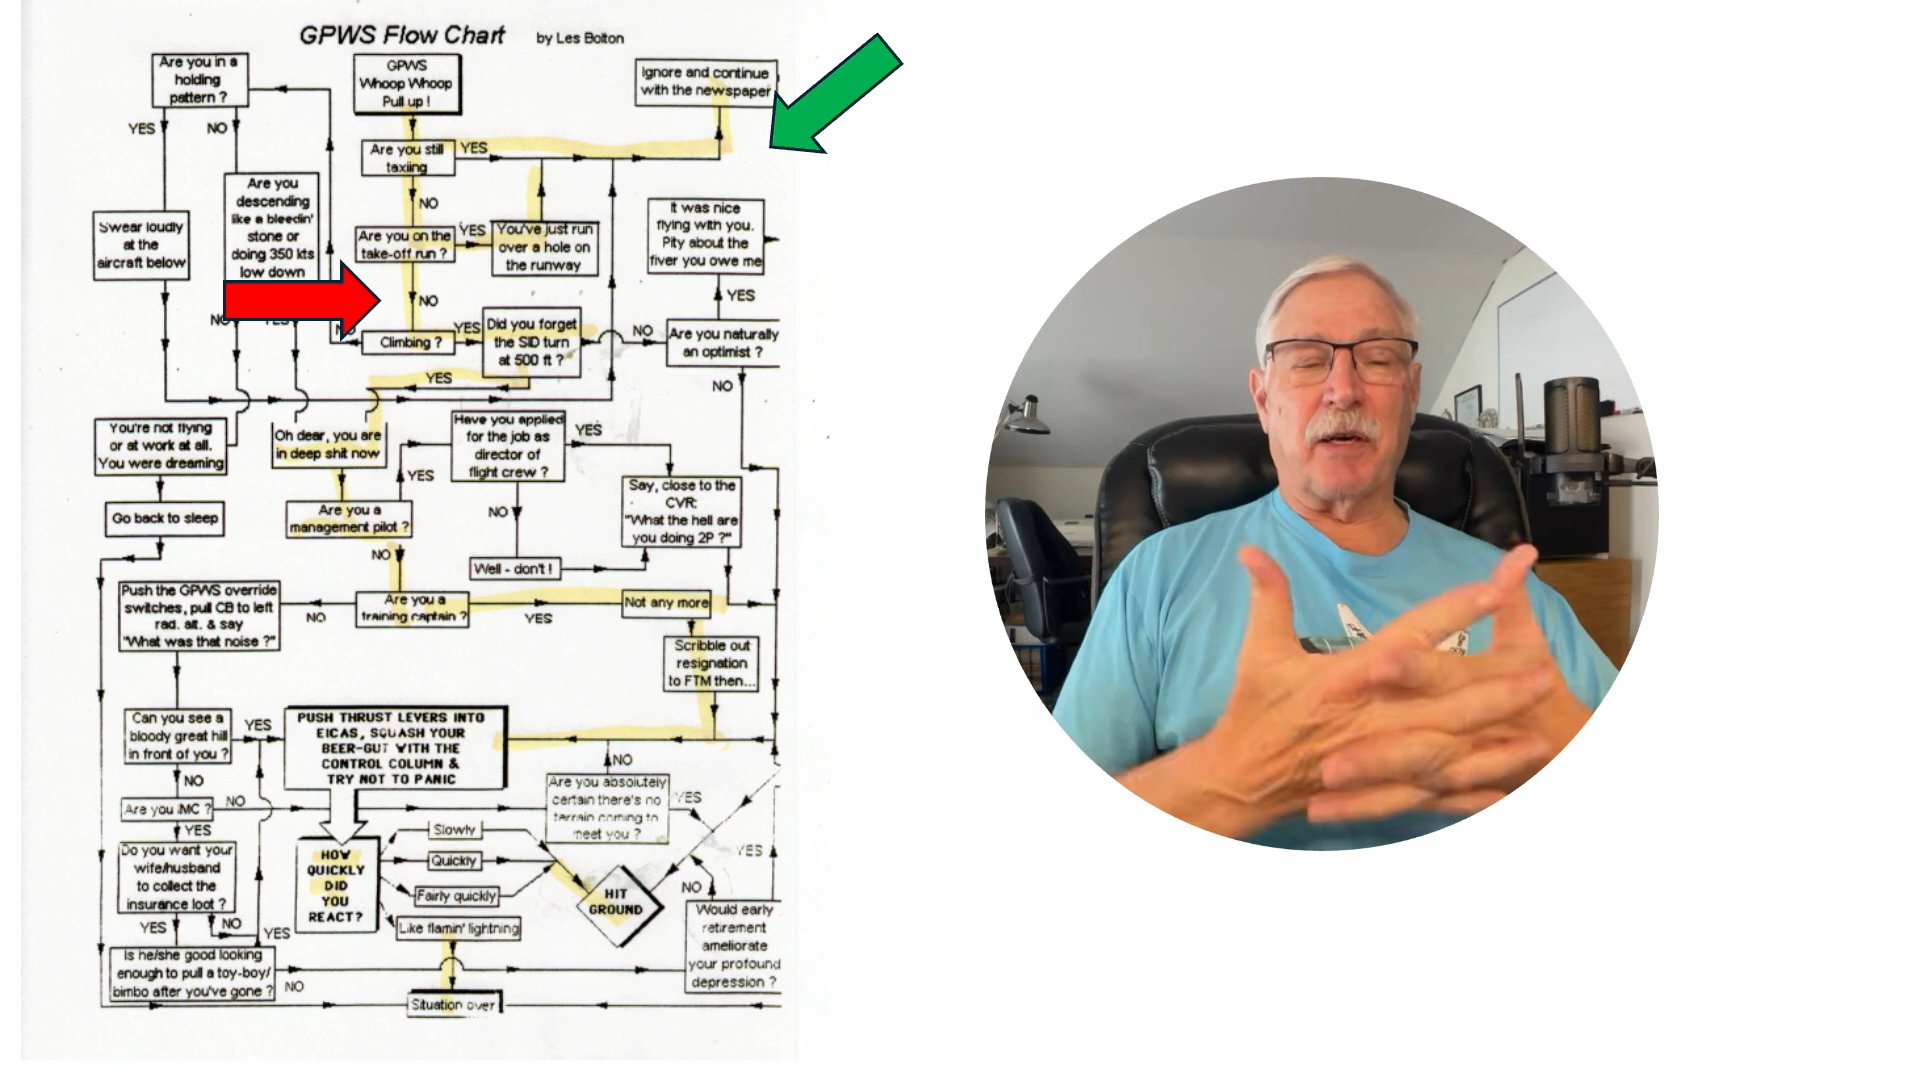 GPWS Flow Chart by Les Bolton
Are you in a
holding
pattern ?
GPWS
Whoop Whoop
Pull up !
Ignore and continue
with the newspaper
YES
NO
Are you still
taxiing
YES
NO
Are you
descending
like a bleedin'
stone or
doing 350 kts
low down
Swear loudly
at the
aircraft below
Are you on the
take-off run ?
YES
You've just run
over a hole on
the runway
It was nice
flying with you.
Pity about the
fiver you owe me
NO
YES
Climbing ?
YES
Did you forget
the SID turn
at 500 ft ?
NO
Are you naturally
an optimist ?
YES
NO
You're not flying
or at work at all.
You were dreaming
Oh dear, you are
in deep shit now
Have you applied
for the job as
director of
flight crew ?
YES
YES
Say, close to the
CVR:
"What the hell are
you doing 2P ?"
Go back to sleep
Are you a
management pilot ?
NO
NO
Well - don't !
Push the GPWS override
switches, pull CB to left
rad. alt. & say
"What was that noise ?"
NO
Are you a
training captain ?
YES
Not any more
Scribble out
resignation
to FTM then...
Can you see a
bloody great hill
in front of you ?
YES
PUSH THRUST LEVERS INTO
EICAS, SQUASH YOUR
BEER-GUT WITH THE
CONTROL COLUMN &
TRY NOT TO PANIC
NO
NO
Are you absolutely
certain there's no
terrain coming to
meet you ?
YES
Are you IMC ?
NO
YES
Do you want your
wife/husband
to collect the
insurance loot ?
HOW
QUICKLY
DID
YOU
REACT?
Slowly
Quickly
Fairly quickly
Like flamin' lightning
HIT
GROUND
YES
NO
Would early
retirement
ameliorate
your profound
depression ?
YES
NO
YES
Is he/she good looking
enough to pull a toy-boy/
bimbo after you've gone ?
NO
Situation over